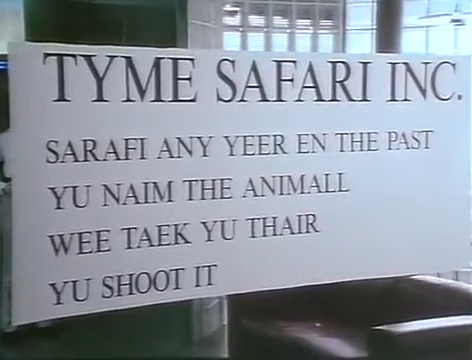 TYME SAFARI INC.
SARAFI ANY YEER EN THE PAST
YU NAIM THE ANIMALL
WEE TAEK YU THAIR
YU SHOOT IT